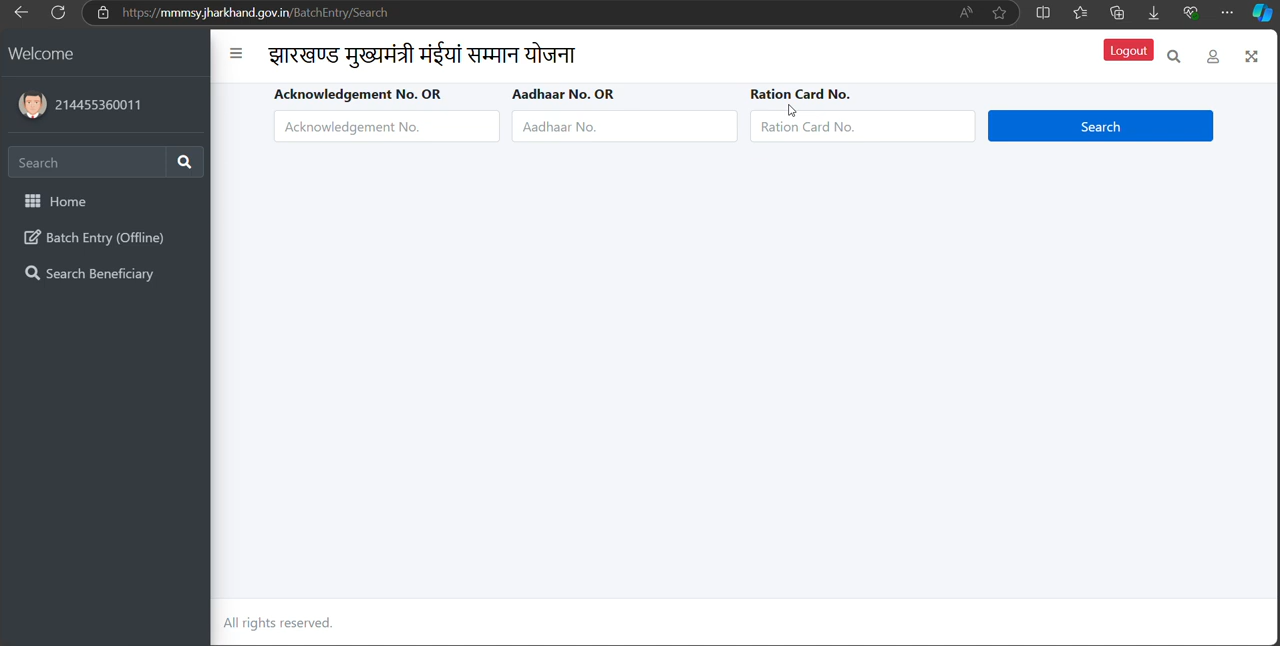 https://mmmsy.jharkhand.gov.in/BatchEntry/Search
Welcome
झारखण्ड मुख्यमंत्री मंईयां सम्मान योजना
Logout
214455360011
Acknowledgement No. OR
Aadhaar No. OR
Ration Card No.
Acknowledgement No.
Aadhaar No.
Ration Card No.
Search
Search
Home
Batch Entry (Offline)
Search Beneficiary
All rights reserved.